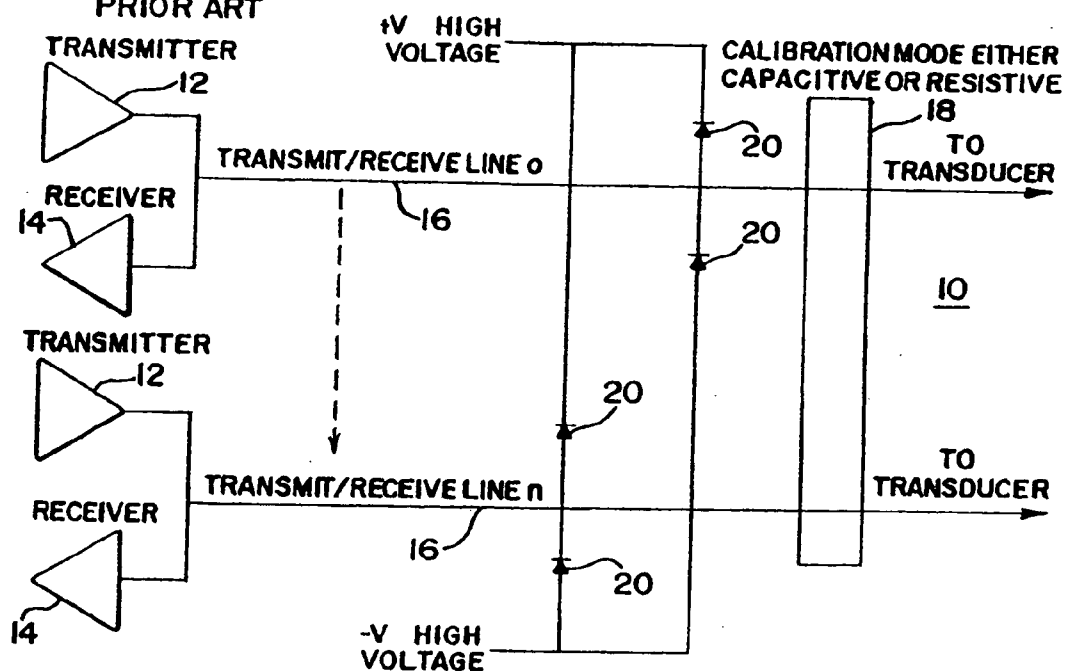 PRIOR ART
TRANSMITTER
12
RECEIVER
14
TRANSMIT/RECEIVE LINE o
16
+V HIGH
VOLTAGE
CALIBRATION MODE EITHER
CAPACITIVE OR RESISTIVE
18
20
TO
TRANSDUCER
20
10
TRANSMITTER
12
RECEIVER
14
TRANSMIT/RECEIVE LINE n
16
20
20
TO
TRANSDUCER
-V HIGH
VOLTAGE